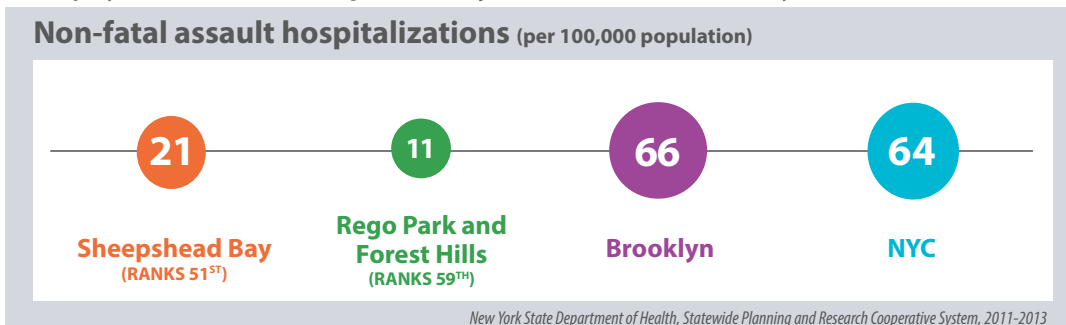 Non-fatal assault hospitalizations (per 100,000 population)
21
11
66
64
Sheepshead Bay
(RANKS 51ST)
Rego Park and
Forest Hills
(RANKS 59TH)
Brooklyn
NYC
New York State Department of Health, Statewide Planning and Research Cooperative System, 2011-2013